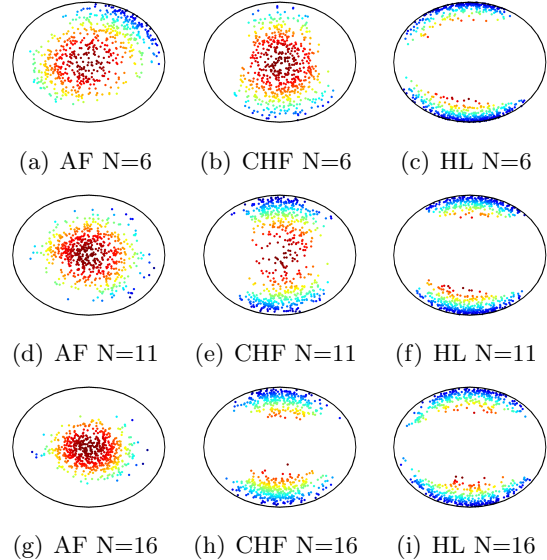 (a) AF N=6 (b) CHF N=6 (c) HL N=6
(d) AF N=11 (e) CHF N=11 (f) HL N=11
(g) AF N=16 (h) CHF N=16 (i) HL N=16